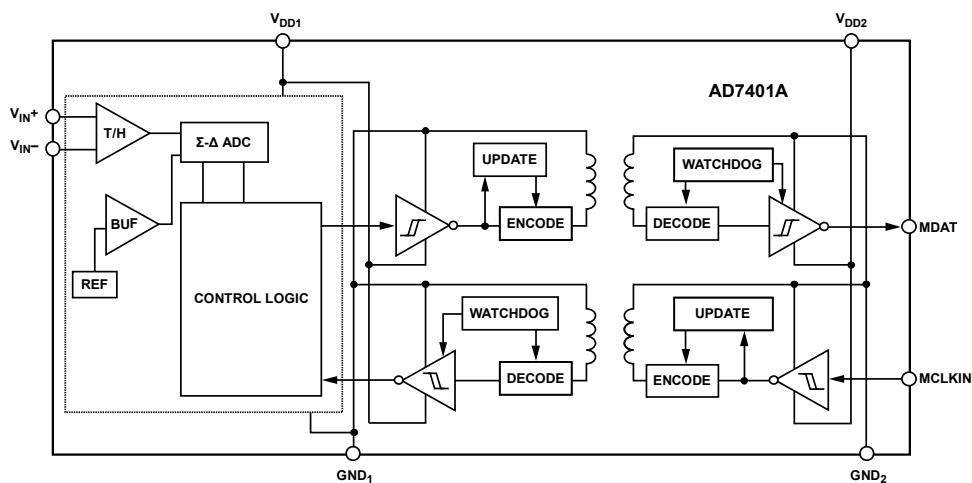 VDD1
VDD2
AD7401A
VIN+
VIN−
T/H
Σ-Δ ADC
BUF
REF
CONTROL LOGIC
UPDATE
ENCODE
WATCHDOG
DECODE
MDAT
WATCHDOG
DECODE
UPDATE
ENCODE
MCLKIN
GND1
GND2